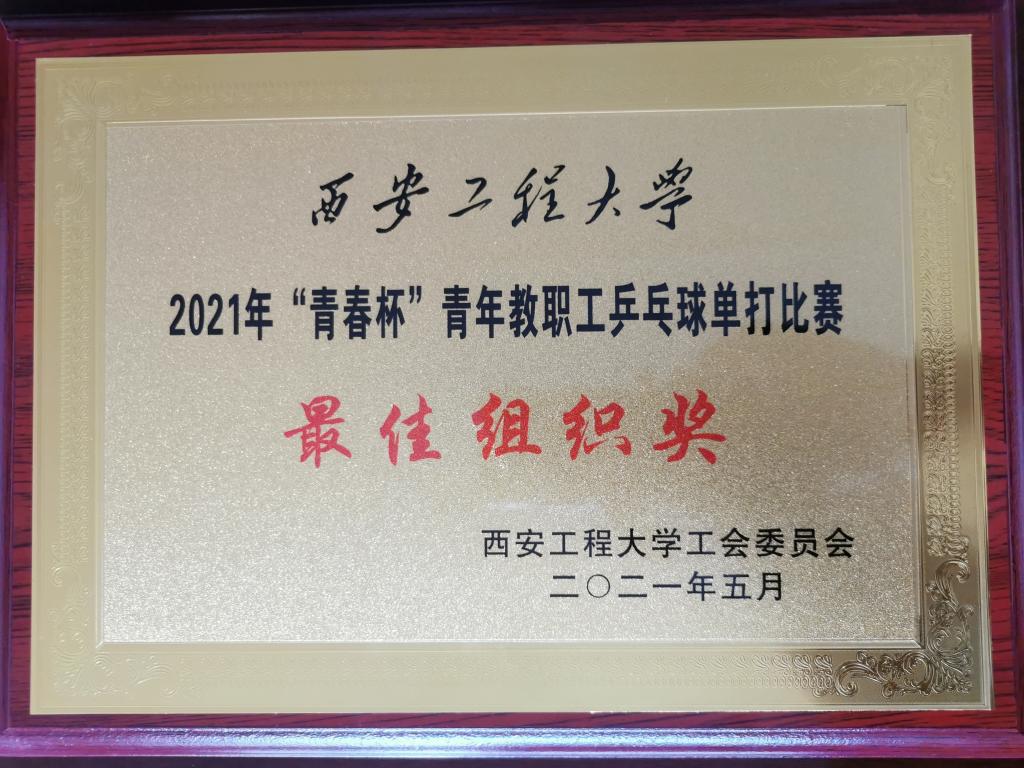 西安工程大學
2021年“青春杯”青年教职工乒乓球单打比赛
最佳组织奖
西安工程大学工会委员会
二〇二一年五月